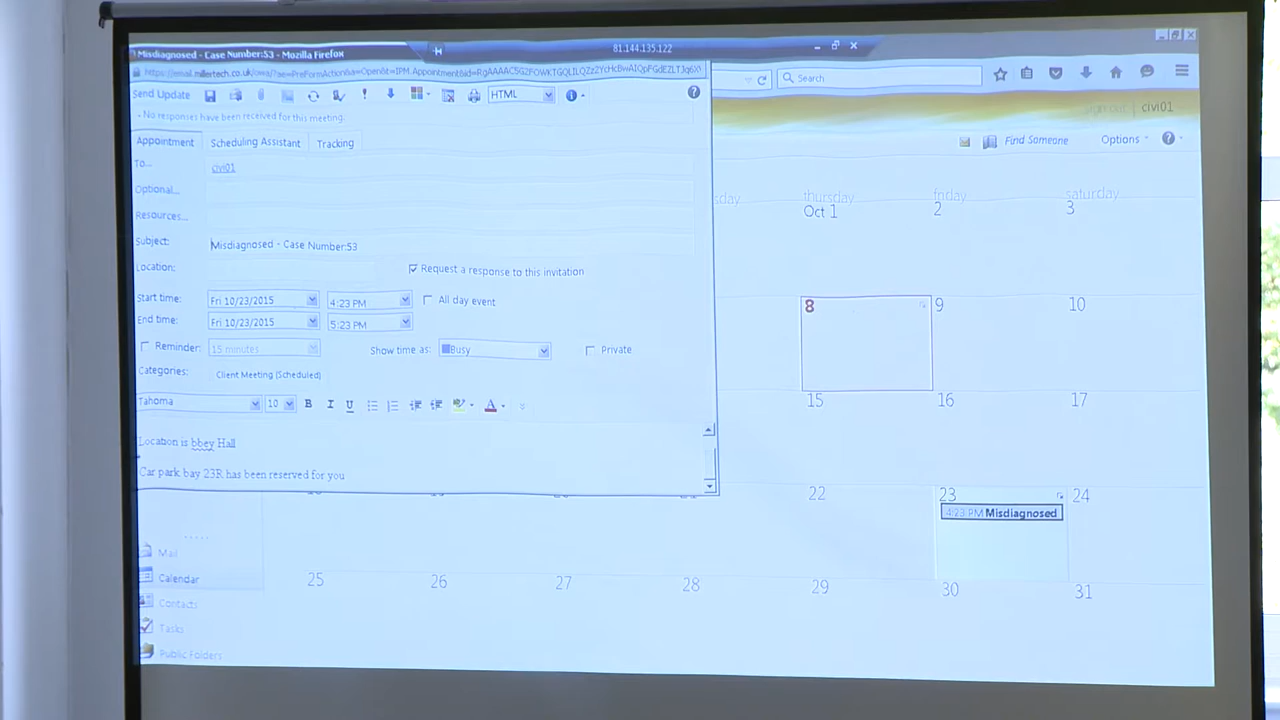 Misdiagnosed - Case Number:53 - Mozilla Firefox
81.144.135.122
Search
Send Update
HTML
civi01
- No responses have been received for this meeting.
Find Someone
Options
Appointment
Scheduling Assistant
Tracking
To...
civi01
Optional...
Resources...
Subject:
Misdiagnosed - Case Number:53
Location:
Request a response to this invitation
Start time:
Fri 10/23/2015
4:23 PM
All day event
End time:
Fri 10/23/2015
5:23 PM
Reminder:
15 minutes
Show time as:
Busy
Private
Categories:
Client Meeting (Scheduled)
Tahoma
10
B I U
Location is bbey Hall
Car park bay 23R has been reserved for you
thursday
friday
saturday
Oct 1
2
3
8
9
10
15
16
17
22
23
24
4:23 PM Misdiagnosed
25
26
27
28
29
30
31
Mail
Calendar
Contacts
Tasks
Public Folders